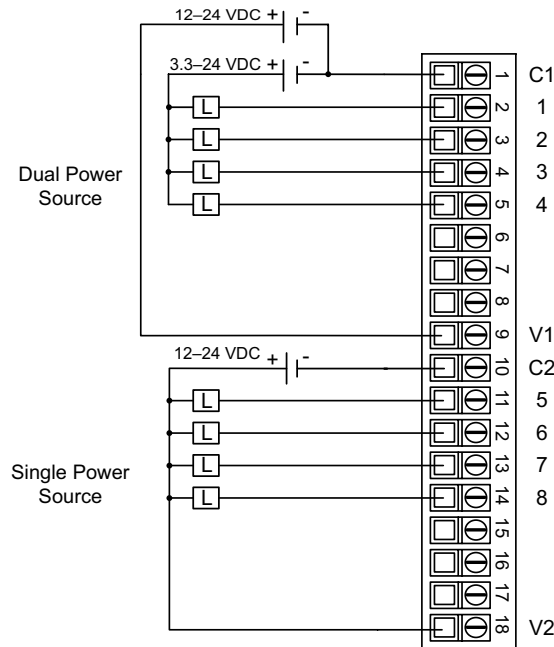 12–24 VDC + -
3.3–24 VDC + -
1 C1
L 2 1
L 3 2
L 4 3
Dual Power
Source
L 5 4
6
7
8
9 V1
12–24 VDC + -
10 C2
L 11 5
L 12 6
L 13 7
Single Power
Source
L 14 8
15
16
17
18 V2